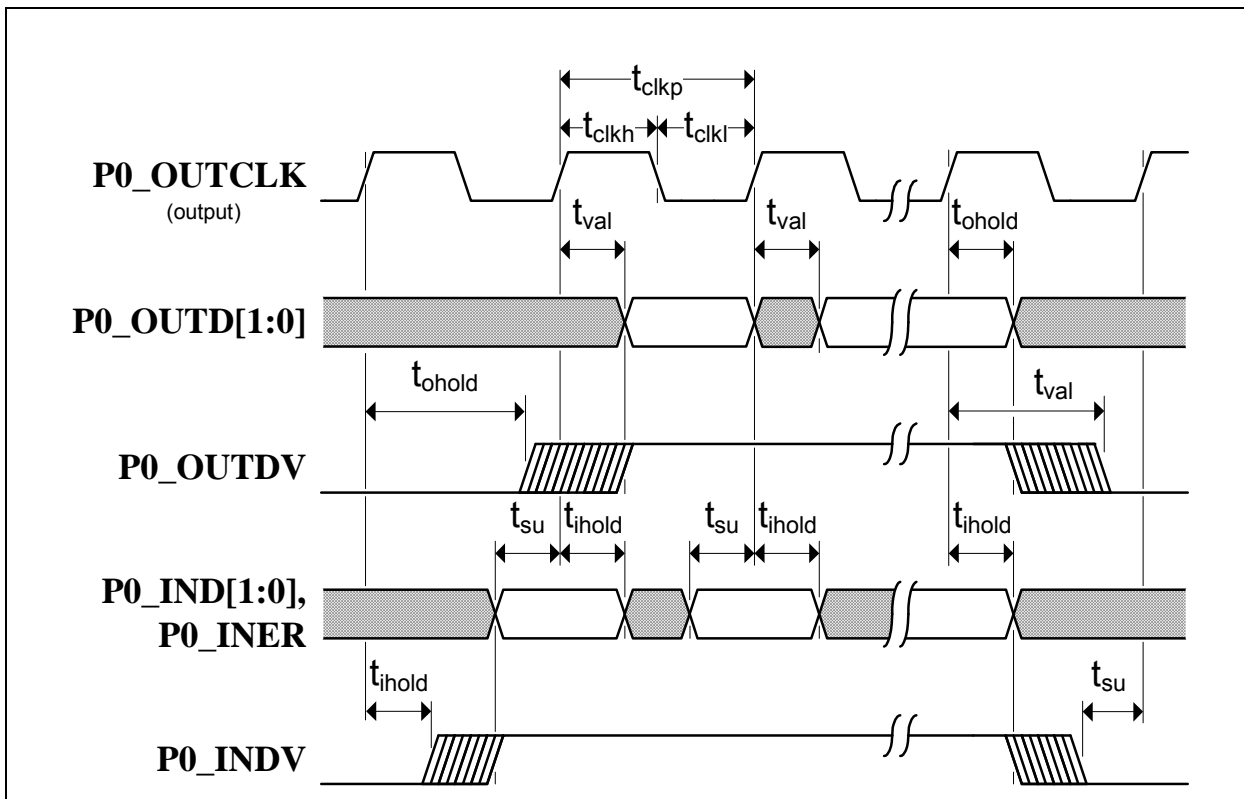 tclkp
tclkh tclkl
P0_OUTCLK
(output)
tval tval tohold
P0_OUTD[1:0]
tohold tval
P0_OUTDV
tsu tihold tsu tihold tihold
P0_IND[1:0],
P0_INER
tihold tsu
P0_INDV